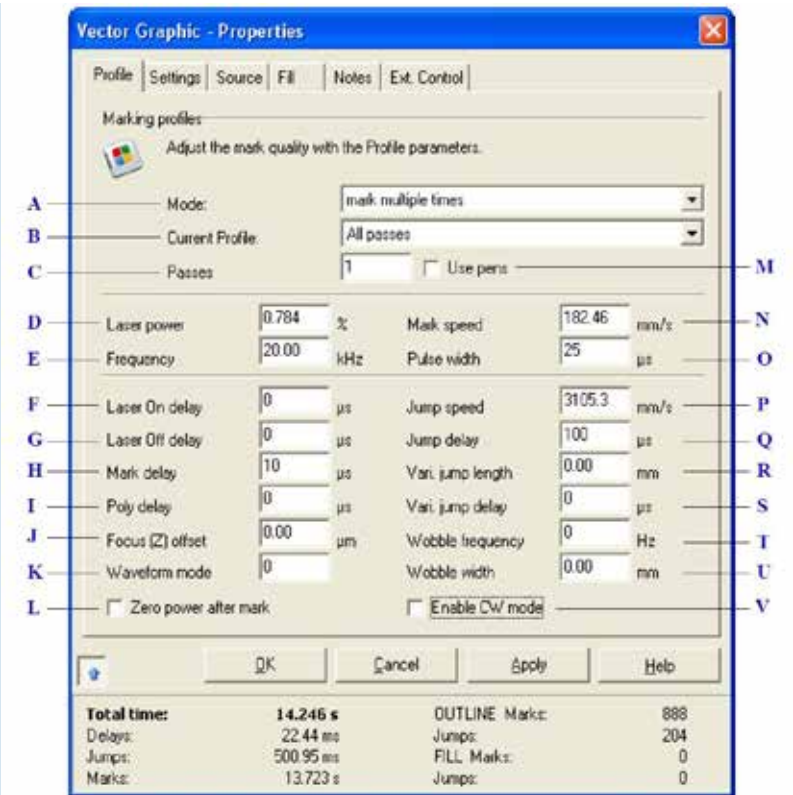 Vector Graphic - Properties
Profile Settings Source Fill Notes Ext. Control
Marking profiles
Adjust the mark quality with the Profile parameters.
A Mode: mark multiple times
B Current Profile: All passes
C Passes 1 Use pens M
D Laser power 0.784 % Mark speed 182.46 mm/s N
E Frequency 20.00 kHz Pulse width 25 µs O
F Laser On delay 0 µs Jump speed 3105.3 mm/s P
G Laser Off delay 0 µs Jump delay 100 µs Q
H Mark delay 10 µs Vari. jump length 0.00 mm R
I Poly delay 0 µs Vari. jump delay 0 µs S
J Focus (Z) offset 0.00 µm Wobble frequency 0 Hz T
K Waveform mode 0 Wobble width 0.00 mm U
L Zero power after mark Enable CW mode V
OK Cancel Apply Help
Total time: 14.246 s OUTLINE Marks: 888
Delays: 22.44 ms Jumps: 204
Jumps: 500.95 ms FILL Marks: 0
Marks: 13.723 s Jumps: 0